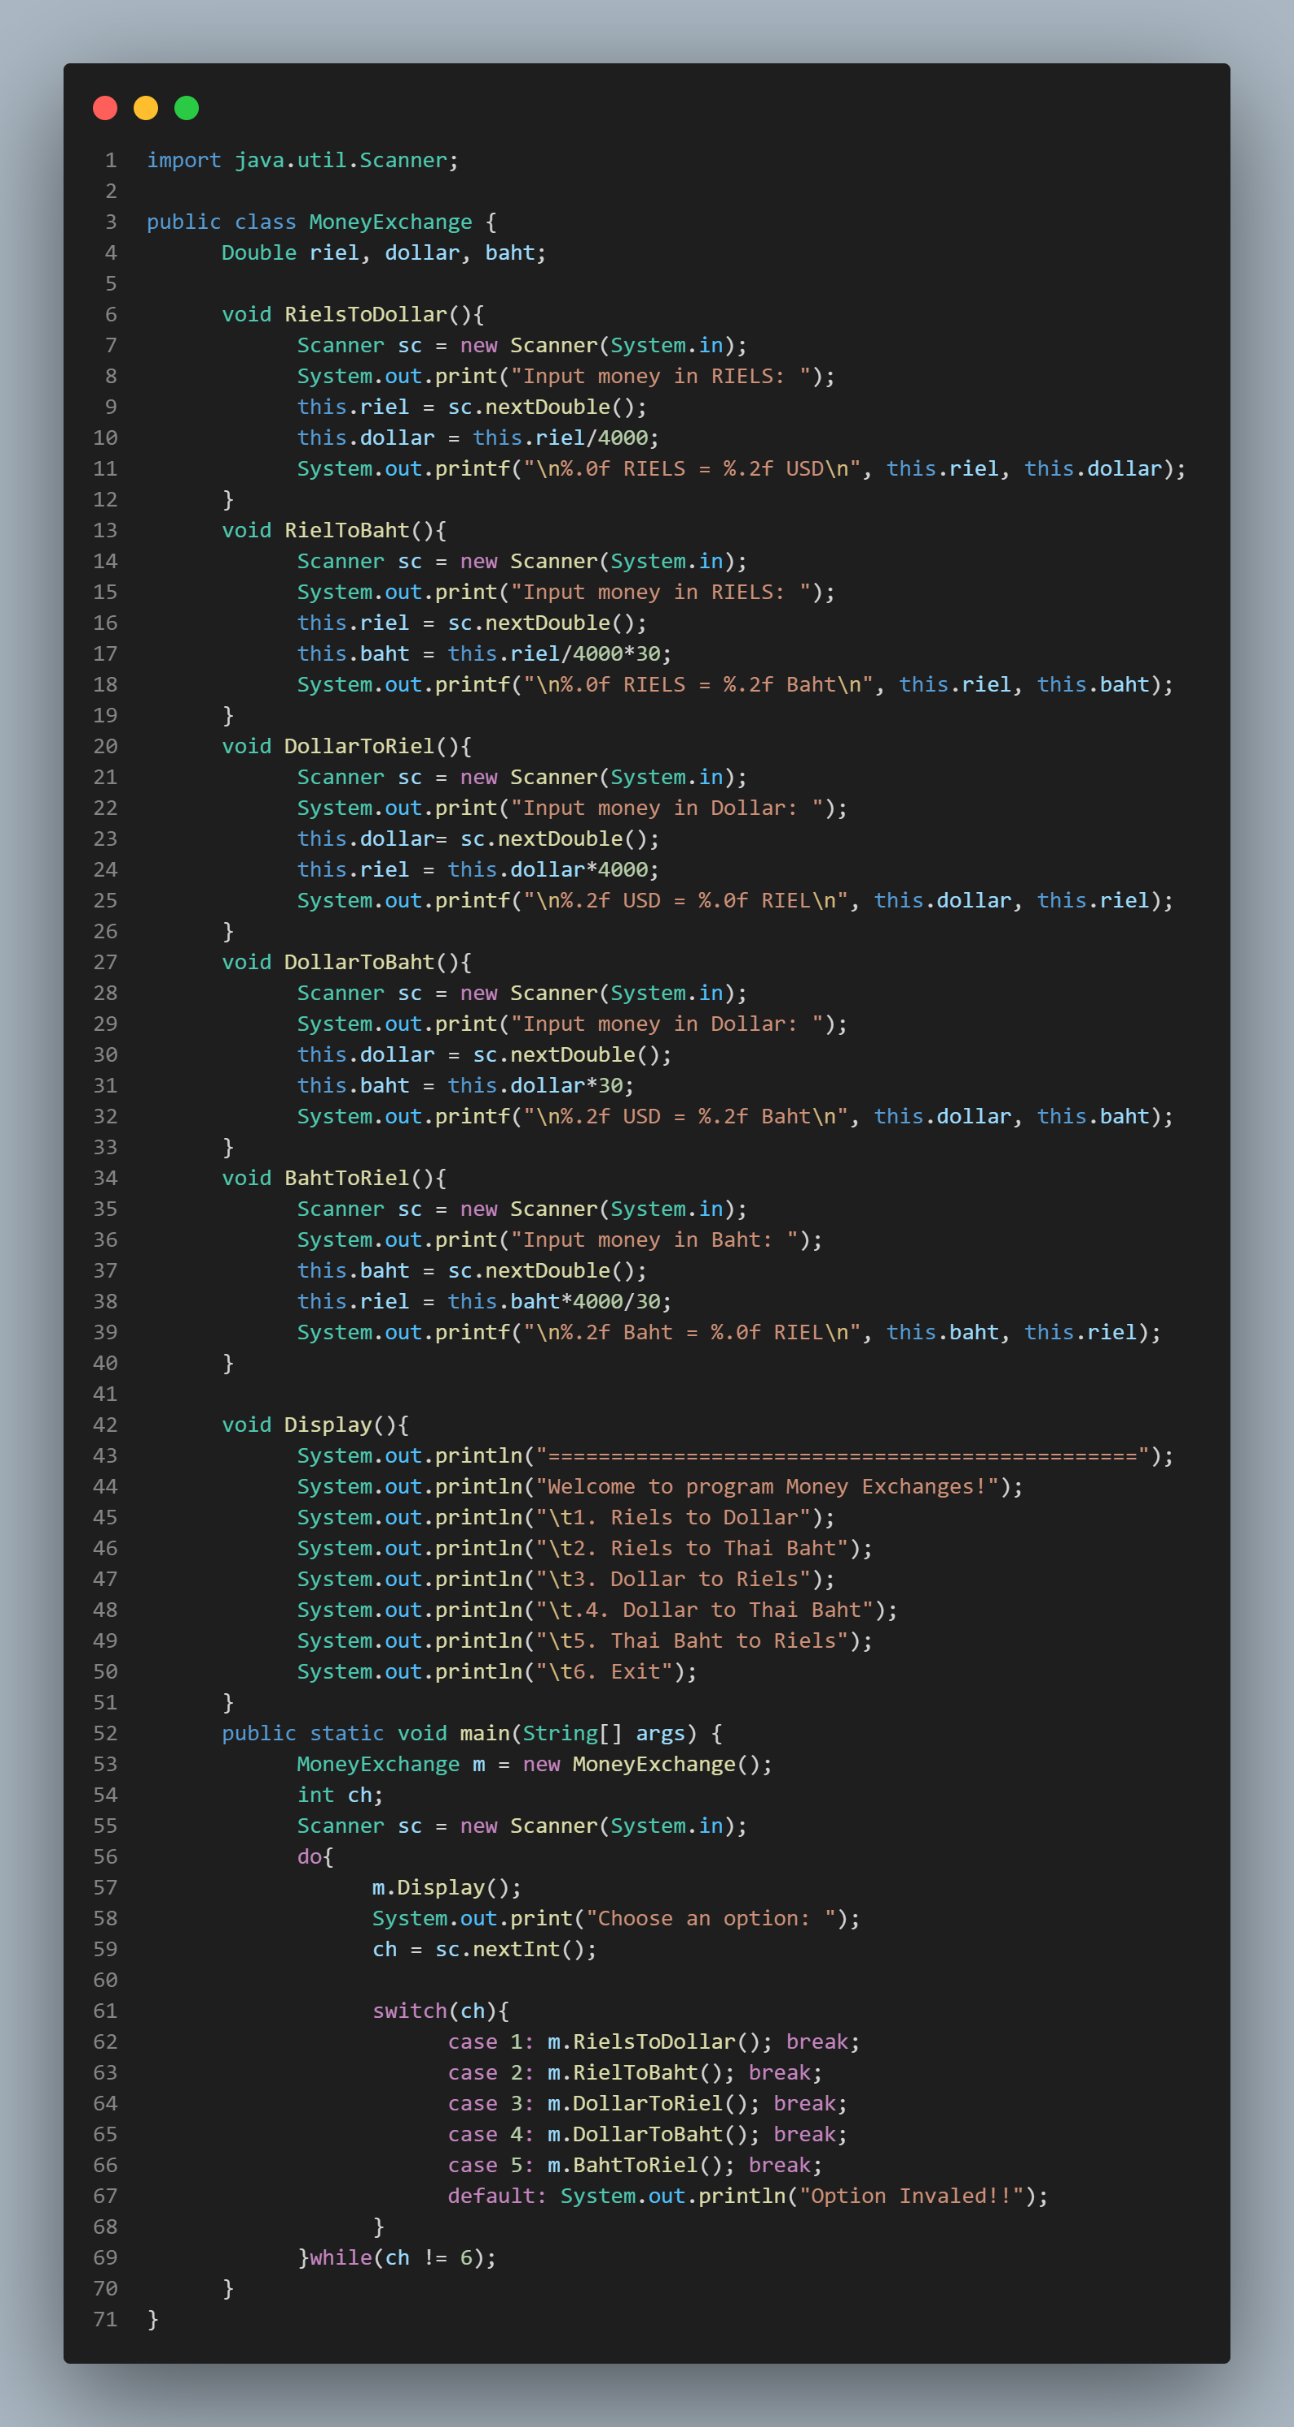 1 import java.util.Scanner;
2
3 public class MoneyExchange {
4 Double riel, dollar, baht;
5
6 void RielsToDollar(){
7 Scanner sc = new Scanner(System.in);
8 System.out.print("Input money in RIELS: ");
9 this.riel = sc.nextDouble();
10 this.dollar = this.riel/4000;
11 System.out.printf("\n%.0f RIELS = %.2f USD\n", this.riel, this.dollar);
12 }
13 void RielToBaht(){
14 Scanner sc = new Scanner(System.in);
15 System.out.print("Input money in RIELS: ");
16 this.riel = sc.nextDouble();
17 this.baht = this.riel/4000*30;
18 System.out.printf("\n%.0f RIELS = %.2f Baht\n", this.riel, this.baht);
19 }
20 void DollarToRiel(){
21 Scanner sc = new Scanner(System.in);
22 System.out.print("Input money in Dollar: ");
23 this.dollar= sc.nextDouble();
24 this.riel = this.dollar*4000;
25 System.out.printf("\n%.2f USD = %.0f RIEL\n", this.dollar, this.riel);
26 }
27 void DollarToBaht(){
28 Scanner sc = new Scanner(System.in);
29 System.out.print("Input money in Dollar: ");
30 this.dollar = sc.nextDouble();
31 this.baht = this.dollar*30;
32 System.out.printf("\n%.2f USD = %.2f Baht\n", this.dollar, this.baht);
33 }
34 void BahtToRiel(){
35 Scanner sc = new Scanner(System.in);
36 System.out.print("Input money in Baht: ");
37 this.baht = sc.nextDouble();
38 this.riel = this.baht*4000/30;
39 System.out.printf("\n%.2f Baht = %.0f RIEL\n", this.baht, this.riel);
40 }
41
42 void Display(){
43 System.out.println("===============================================");
44 System.out.println("Welcome to program Money Exchanges!");
45 System.out.println("\t1. Riels to Dollar");
46 System.out.println("\t2. Riels to Thai Baht");
47 System.out.println("\t3. Dollar to Riels");
48 System.out.println("\t.4. Dollar to Thai Baht");
49 System.out.println("\t5. Thai Baht to Riels");
50 System.out.println("\t6. Exit");
51 }
52 public static void main(String[] args) {
53 MoneyExchange m = new MoneyExchange();
54 int ch;
55 Scanner sc = new Scanner(System.in);
56 do{
57 m.Display();
58 System.out.print("Choose an option: ");
59 ch = sc.nextInt();
60
61 switch(ch){
62 case 1: m.RielsToDollar(); break;
63 case 2: m.RielToBaht(); break;
64 case 3: m.DollarToRiel(); break;
65 case 4: m.DollarToBaht(); break;
66 case 5: m.BahtToRiel(); break;
67 default: System.out.println("Option Invaled!!");
68 }
69 }while(ch != 6);
70 }
71 }